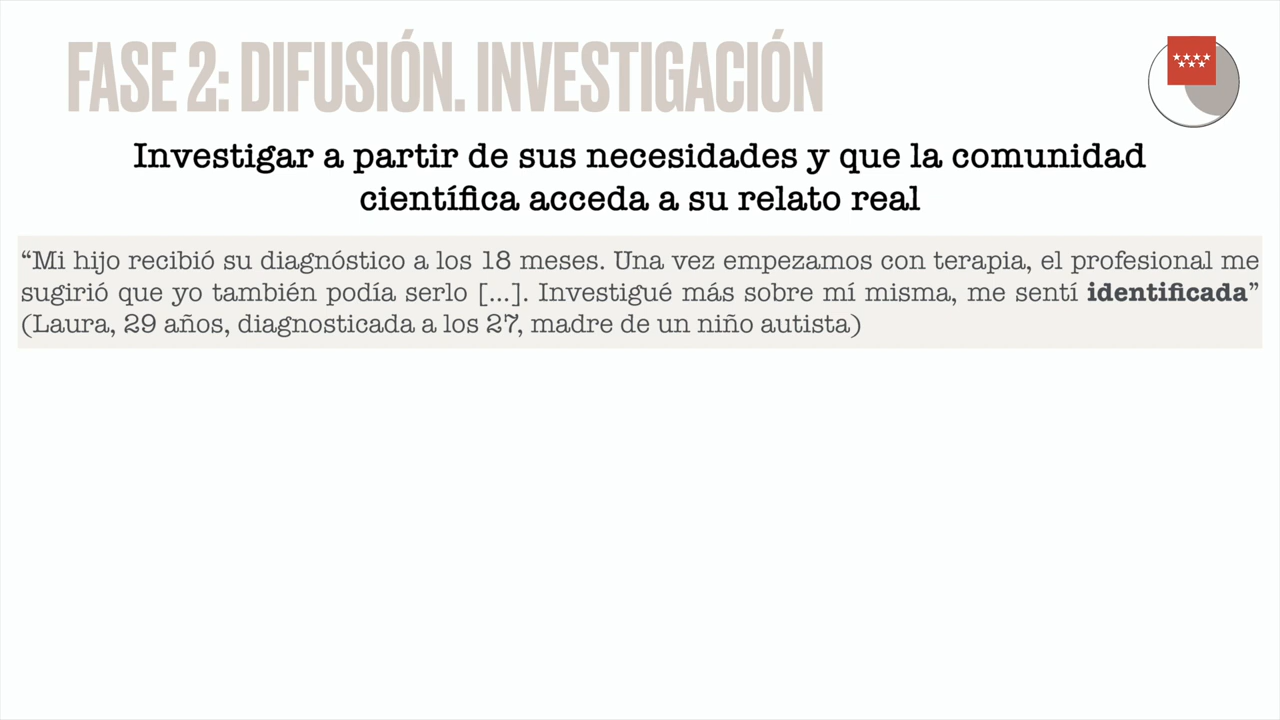 FASE 2: DIFUSIÓN. INVESTIGACIÓN
Investigar a partir de sus necesidades y que la comunidad
científica acceda a su relato real
“Mi hijo recibió su diagnóstico a los 18 meses. Una vez empezamos con terapia, el profesional me
sugirió que yo también podía serlo [...]. Investigué más sobre mí misma, me sentí identificada”
(Laura, 29 años, diagnosticada a los 27, madre de un niño autista)